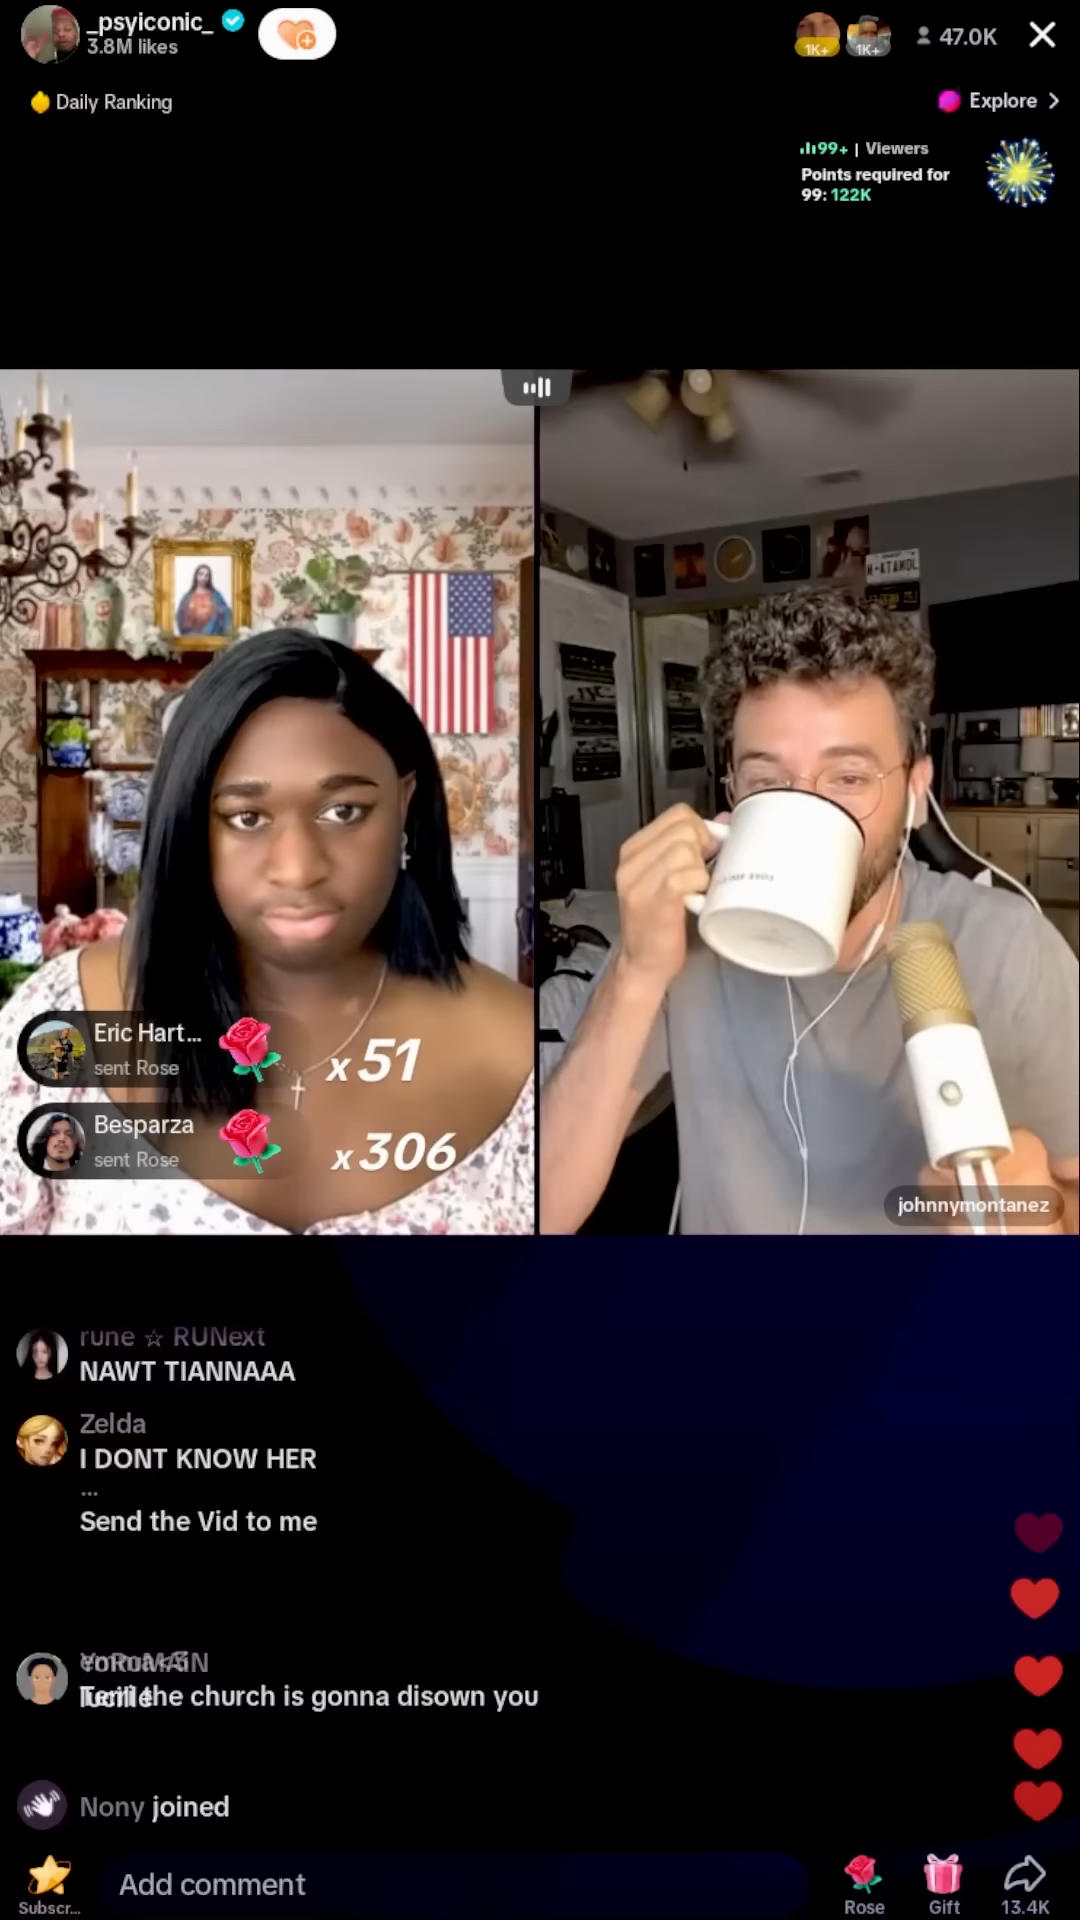 _psyiconic_
3.8M likes
1K+
1K+
47.0K
Daily Ranking
Explore
99+ | Viewers
Points required for
99: 122K
Eric Hart...
sent Rose
x51
Besparza
sent Rose
x306
johnnymontanez
rune ☆ RUNext
NAWT TIANNAAA
Zelda
I DONT KNOW HER
...
Send the Vid to me
the church is gonna disown you
Nony joined
Add comment
Subscr...
Rose
Gift
13.4K